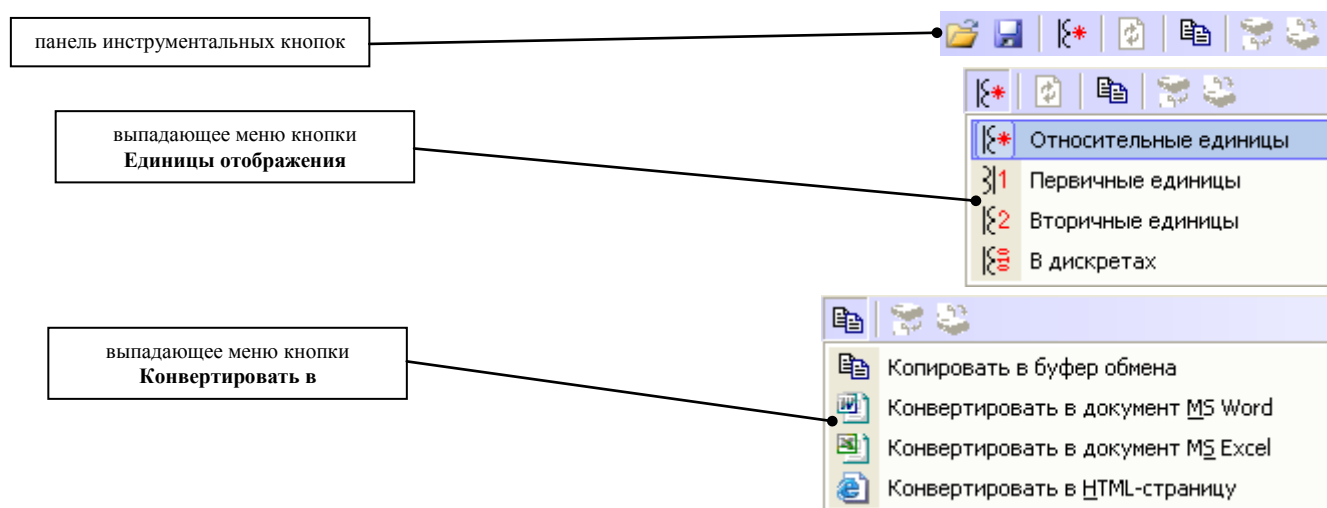 панель инструментальных кнопок
выпадающее меню кнопки
Единицы отображения
Относительные единицы
Первичные единицы
Вторичные единицы
В дискретах
выпадающее меню кнопки
Конвертировать в
Копировать в буфер обмена
Конвертировать в документ MS Word
Конвертировать в документ MS Excel
Конвертировать в HTML-страницу